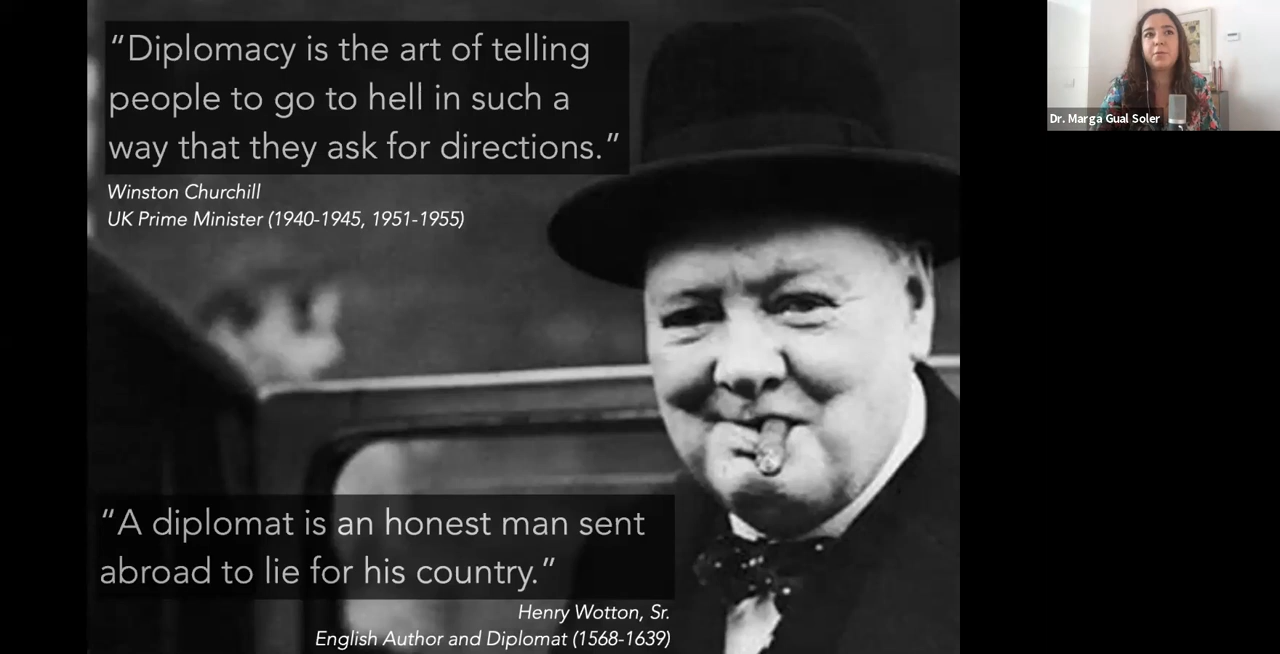 “Diplomacy is the art of telling
people to go to hell in such a
way that they ask for directions.”
Winston Churchill
UK Prime Minister (1940-1945, 1951-1955)
Dr. Marga Gual Soler
“A diplomat is an honest man sent
abroad to lie for his country.”
Henry Wotton, Sr.
English Author and Diplomat (1568-1639)